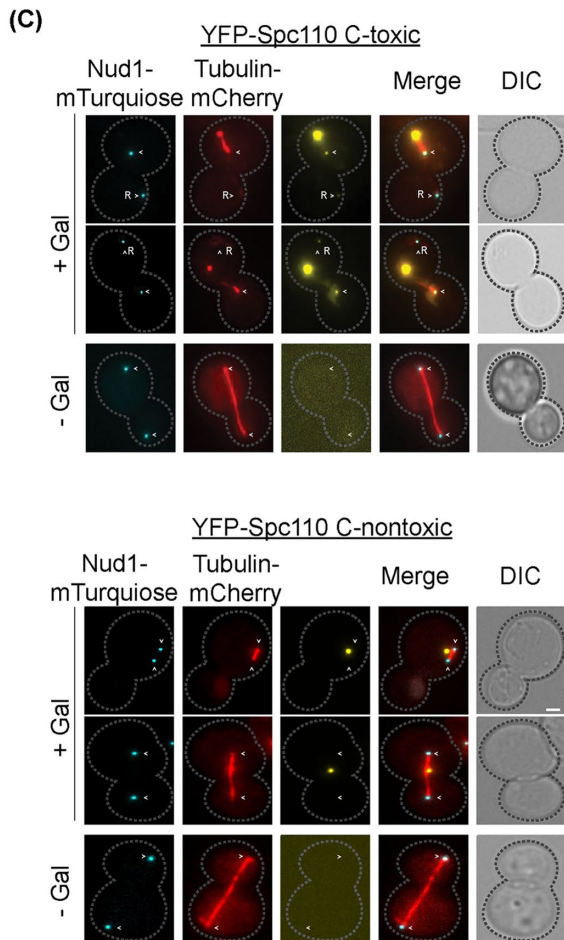 (C)
YFP-Spc110 C-toxic
Nud1-
mTurquiose
Tubulin-
mCherry
Merge
DIC
+ Gal
R
R
R
R
- Gal
YFP-Spc110 C-nontoxic
Nud1-
mTurquiose
Tubulin-
mCherry
Merge
DIC
+ Gal
- Gal